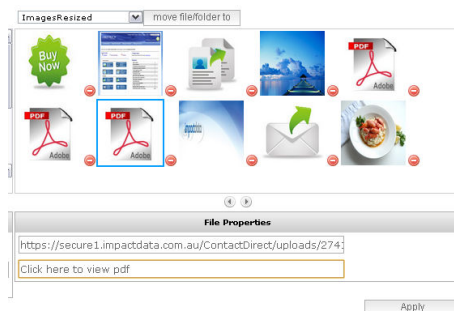 ImagesResized
move file/folder to
Buy
Now
PDF
Adobe
PDF
Adobe
PDF
Adobe
File Properties
https://secure1.impactdata.com.au/ContactDirect/uploads/2741
Click here to view pdf
Apply